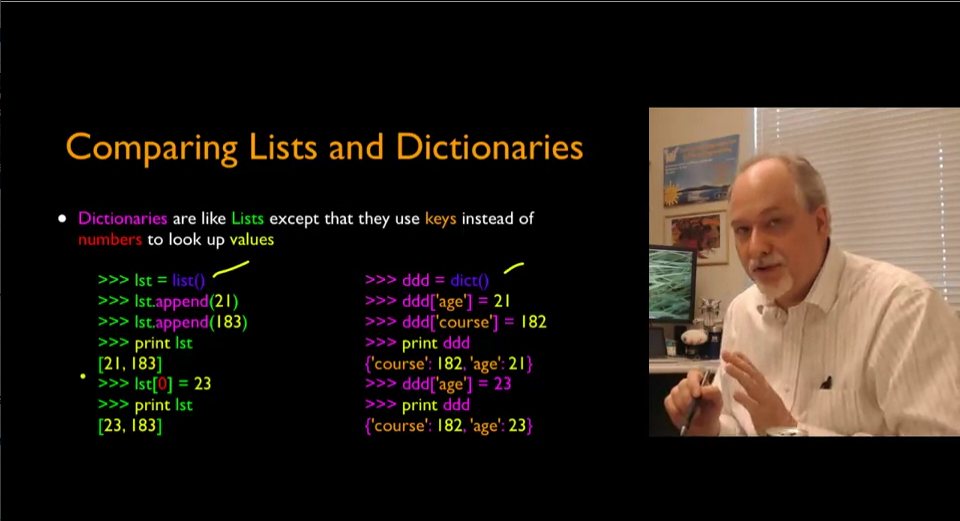 Comparing Lists and Dictionaries
● Dictionaries are like Lists except that they use keys instead of
numbers to look up values
>>> lst = list()
>>> lst.append(21)
>>> lst.append(183)
>>> print lst
[21, 183]
>>> lst[0] = 23
>>> print lst
[23, 183]
>>> ddd = dict()
>>> ddd['age'] = 21
>>> ddd['course'] = 182
>>> print ddd
{'course': 182, 'age': 21}
>>> ddd['age'] = 23
>>> print ddd
{'course': 182, 'age': 23}